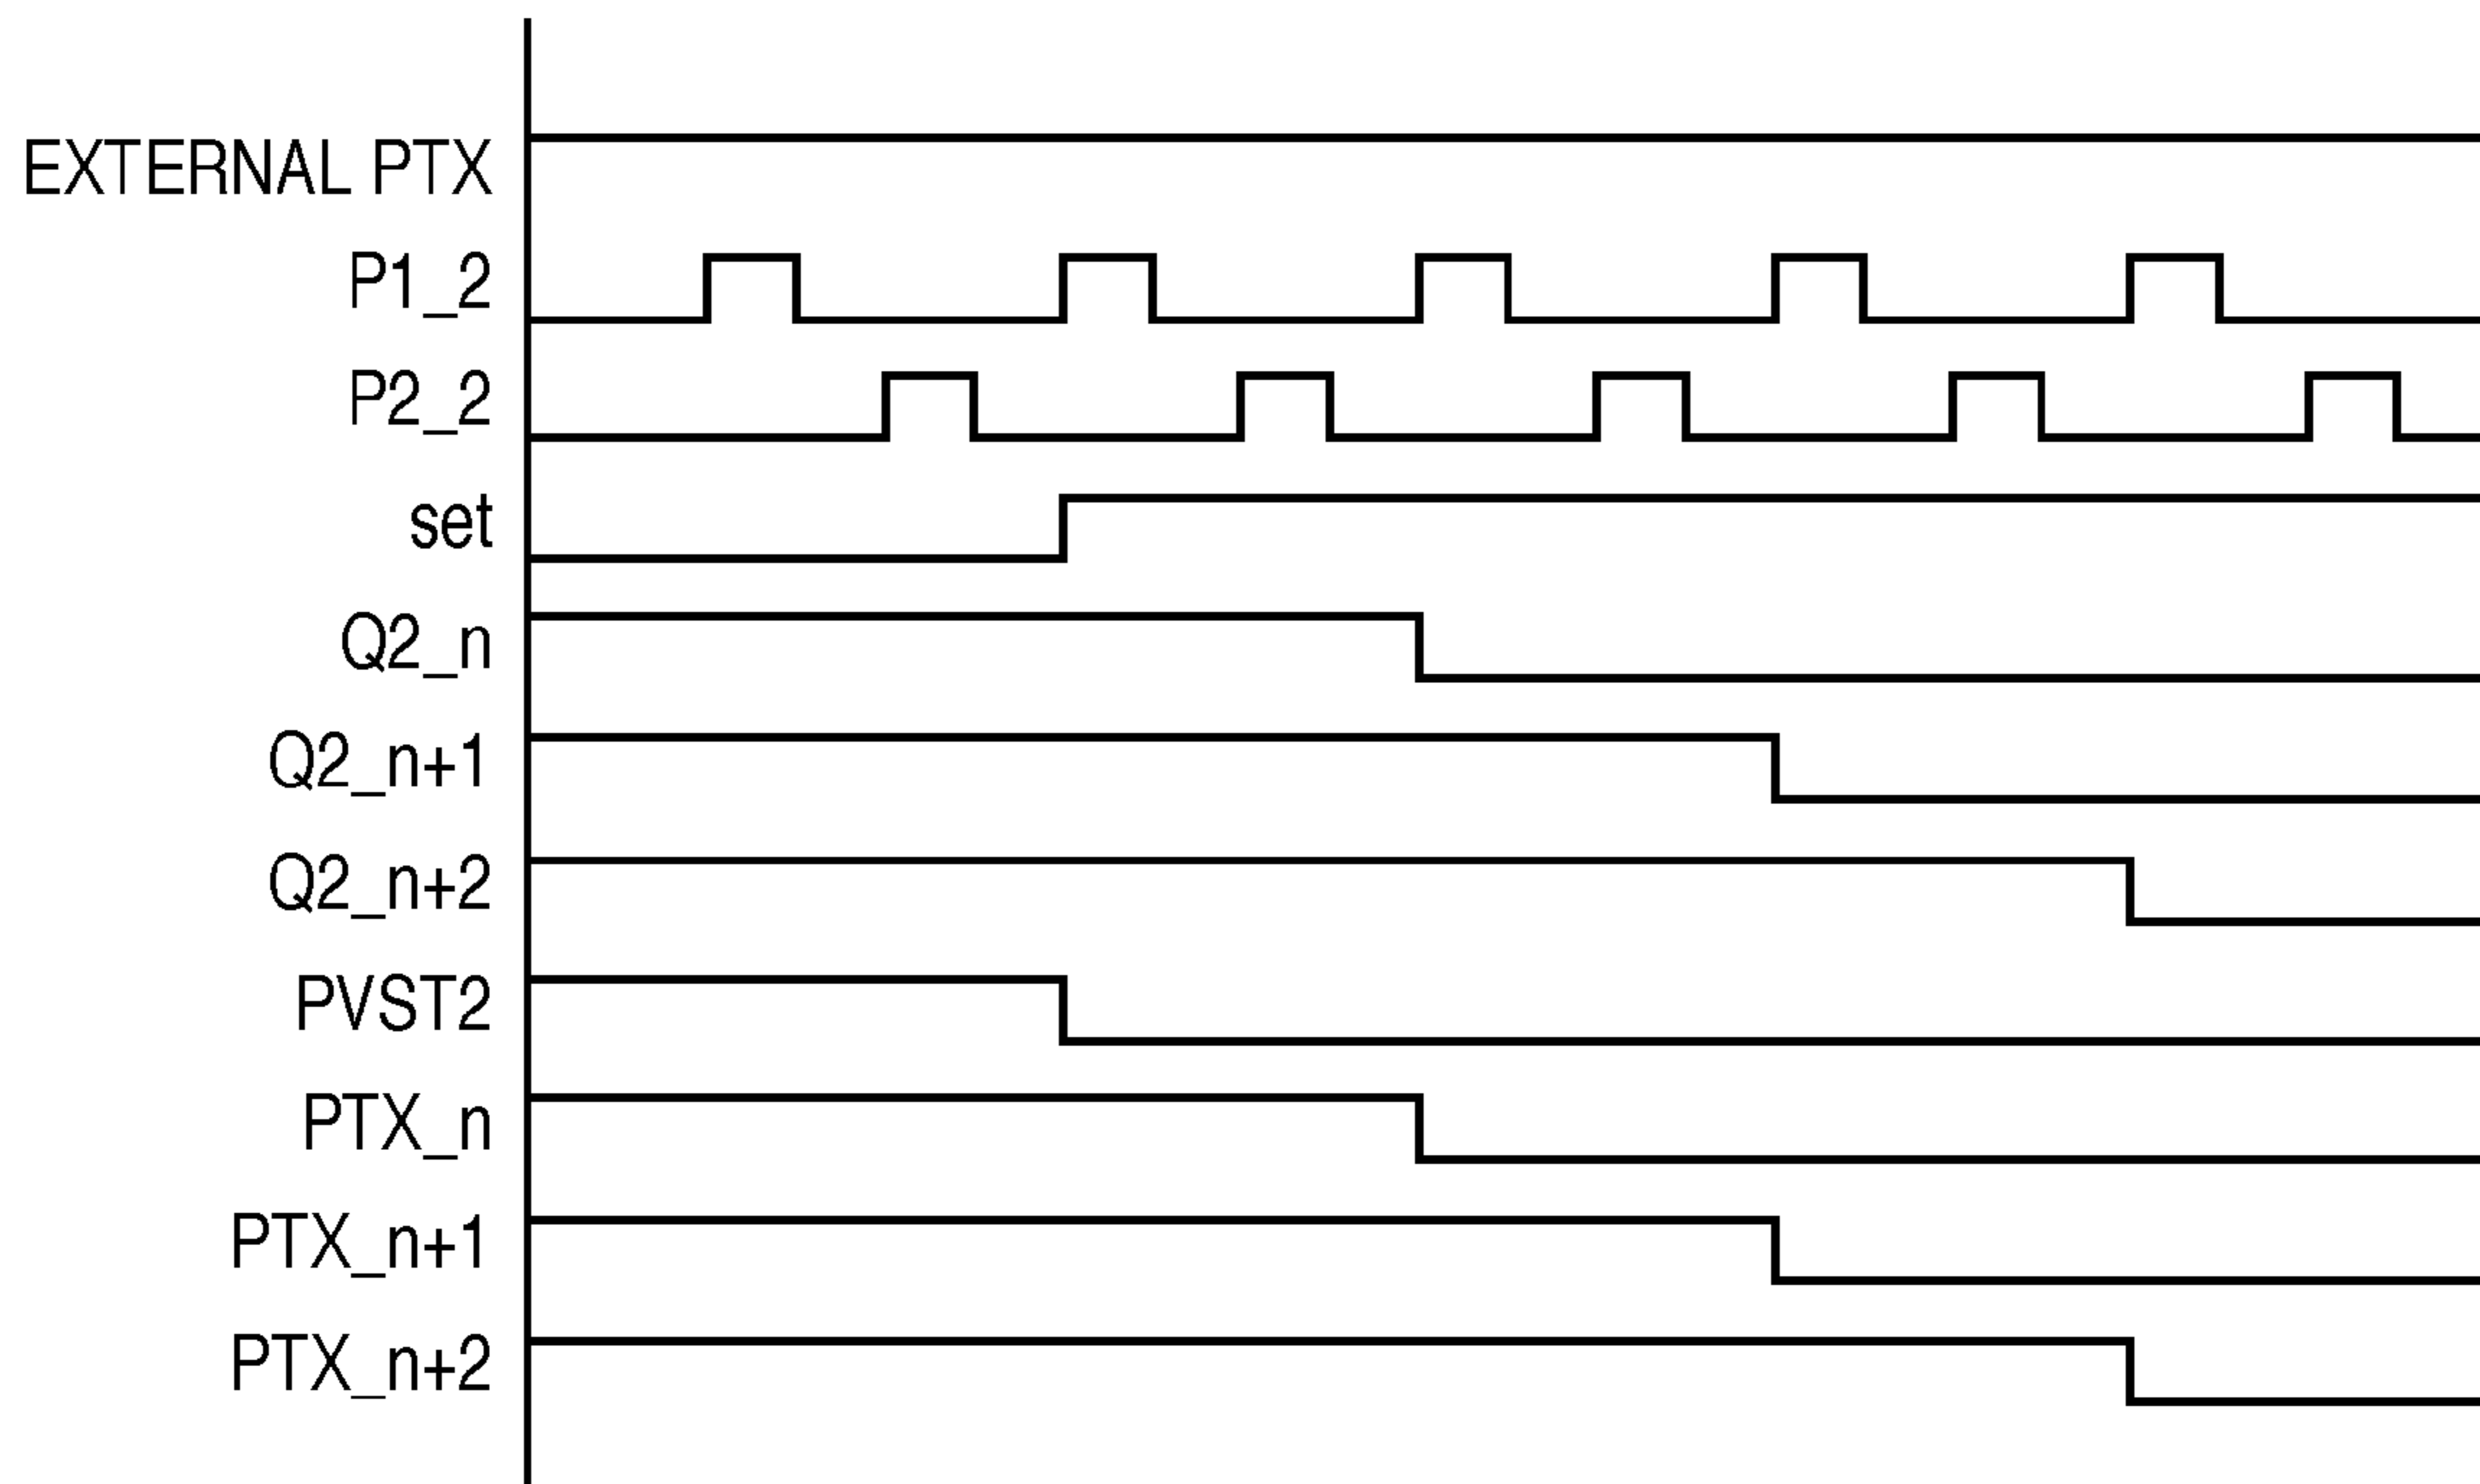 EXTERNAL PTX
P1_2
P2_2
set
Q2_n
Q2_n+1
Q2_n+2
PVST2
PTX_n
PTX_n+1
PTX_n+2